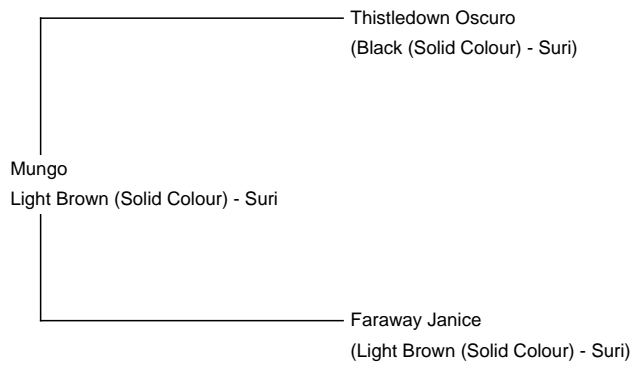 Thistledown Oscuro
(Black (Solid Colour) - Suri)
Mungo
Light Brown (Solid Colour) - Suri
Faraway Janice
(Light Brown (Solid Colour) - Suri)